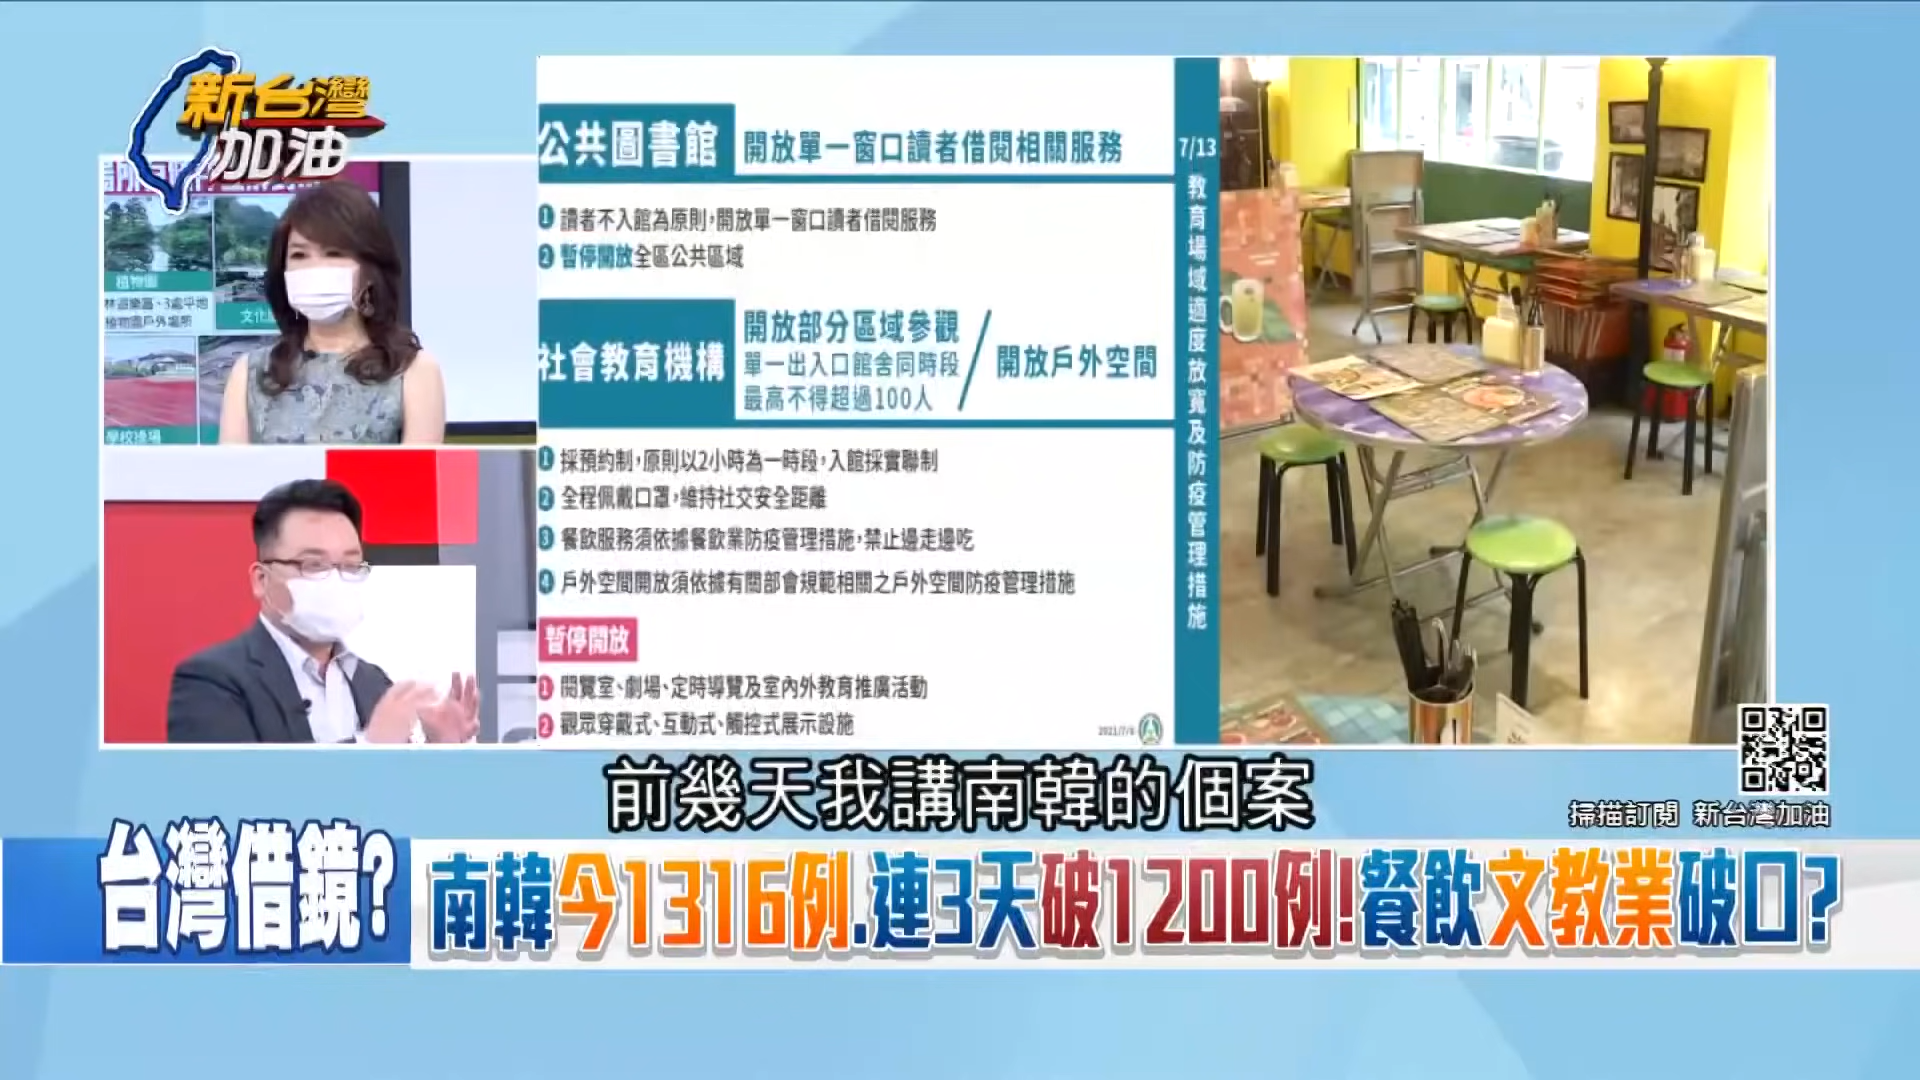 新台灣
加油
植物園
學校操場
公共圖書館
開放單一窗口讀者借閱相關服務
1 讀者不入館為原則,開放單一窗口讀者借閱服務
2 暫停開放全區公共區域
社會教育機構
開放部分區域參觀
單一出入口館舍同時段
最高不得超過100人
/
開放戶外空間
1 採預約制,原則以2小時為一時段,入館採實聯制
2 全程佩戴口罩,維持社交安全距離
3 餐飲服務須依據餐飲業防疫管理措施,禁止邊走邊吃
4 戶外空間開放須依據有關部會規範相關之戶外空間防疫管理措施
暫停開放
1 閱覽室、劇場、定時導覽及室內外教育推廣活動
2 觀眾穿戴式、互動式、觸控式展示設施
7/13
教育場域適度放寬及防疫管理措施
前幾天我講南韓的個案
掃描訂閱 新台灣加油
台灣借鏡?
南韓今1316例.連3天破1200例!餐飲文教業破口?